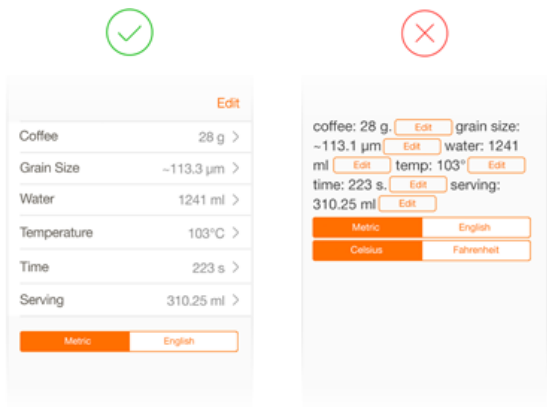 Edit
Coffee 28 g >
Grain Size ~113.3 µm >
Water 1241 ml >
Temperature 103°C >
Time 223 s >
Serving 310.25 ml >
Metric English
coffee: 28 g. Edit grain size:
~113.1 µm Edit water: 1241
ml Edit temp: 103° Edit
time: 223 s. Edit serving:
310.25 ml Edit
Metric English
Celsius Fahrenheit